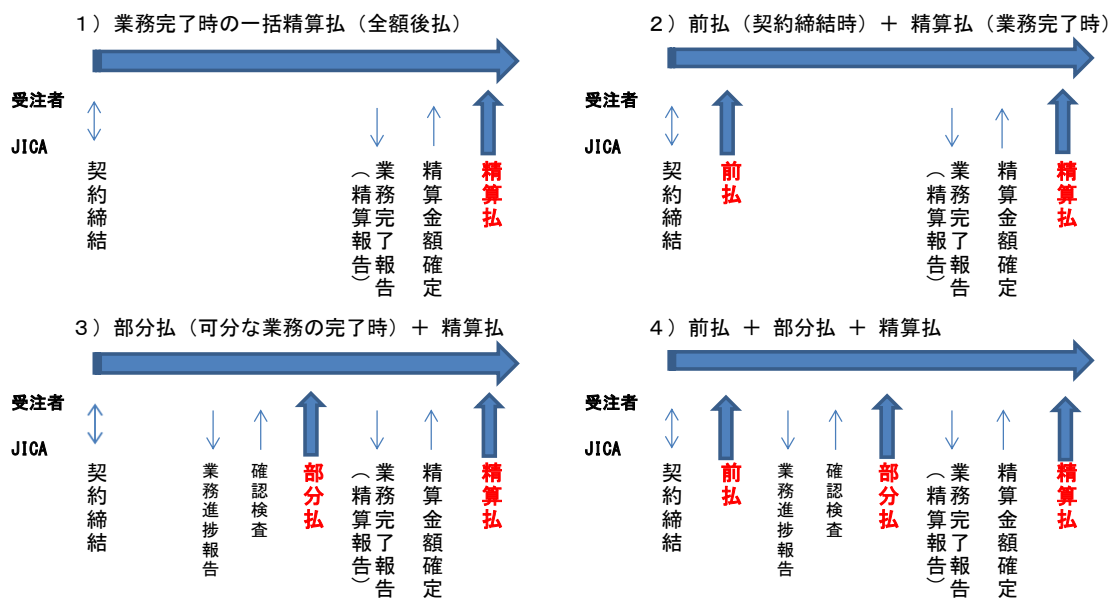 １）業務完了時の一括精算払（全額後払）
受注者
JICA
契約締結
業務完了報告
（精算報告）
精算金額確定
精算払
２）前払（契約締結時）＋ 精算払（業務完了時）
受注者
JICA
契約締結
前払
業務完了報告
（精算報告）
精算金額確定
精算払
３）部分払（可分な業務の完了時）＋ 精算払
受注者
JICA
契約締結
業務進捗報告
確認検査
部分払
業務完了報告
（精算報告）
精算金額確定
精算払
４）前払 ＋ 部分払 ＋ 精算払
受注者
JICA
契約締結
前払
業務進捗報告
確認検査
部分払
業務完了報告
（精算報告）
精算金額確定
精算払